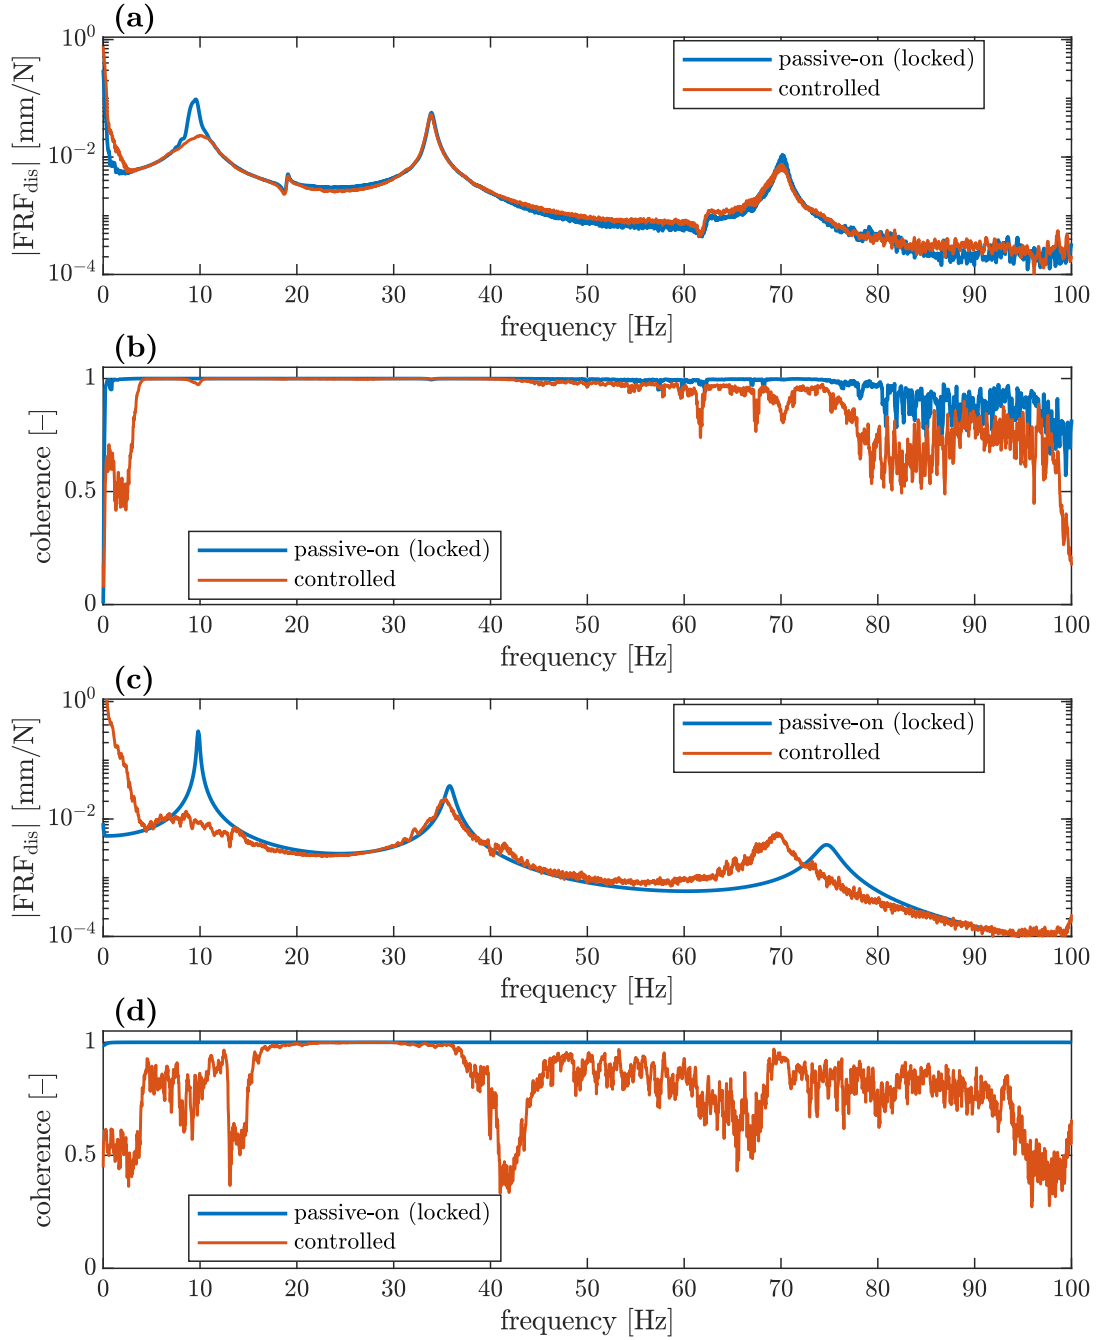 (a)
|FRF_dis| [mm/N]
10^0
10^−2
10^−4
passive-on (locked)
controlled
0 10 20 30 40 50 60 70 80 90 100
frequency [Hz]
(b)
coherence [−]
1
0.5
0
passive-on (locked)
controlled
0 10 20 30 40 50 60 70 80 90 100
frequency [Hz]
(c)
|FRF_dis| [mm/N]
10^0
10^−2
10^−4
passive-on (locked)
controlled
0 10 20 30 40 50 60 70 80 90 100
frequency [Hz]
(d)
coherence [−]
1
0.5
0
passive-on (locked)
controlled
0 10 20 30 40 50 60 70 80 90 100
frequency [Hz]